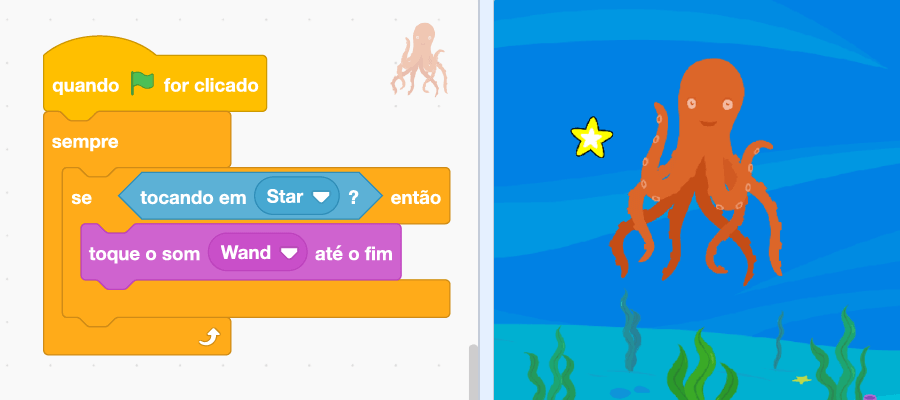 quando for clicado
sempre
se tocando em Star ? então
toque o som Wand até o fim